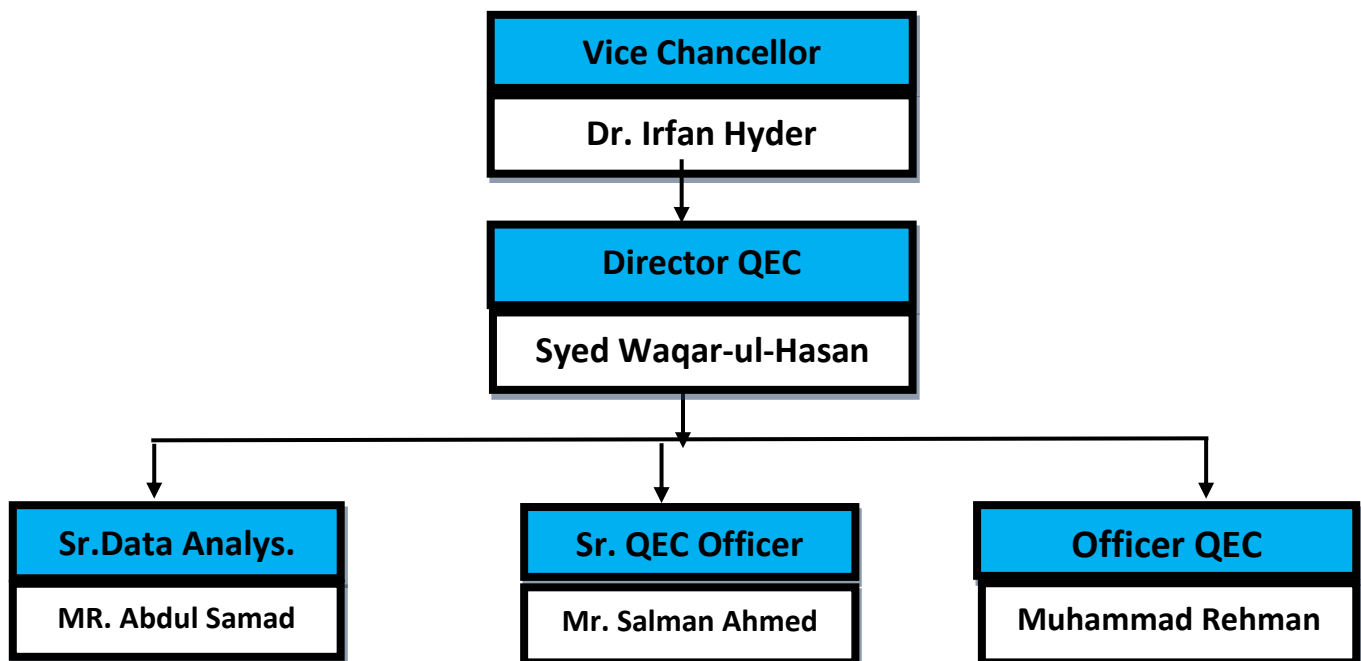 Vice Chancellor
Dr. Irfan Hyder
Director QEC
Syed Waqar-ul-Hasan
Sr.Data Analys.
MR. Abdul Samad
Sr. QEC Officer
Mr. Salman Ahmed
Officer QEC
Muhammad Rehman